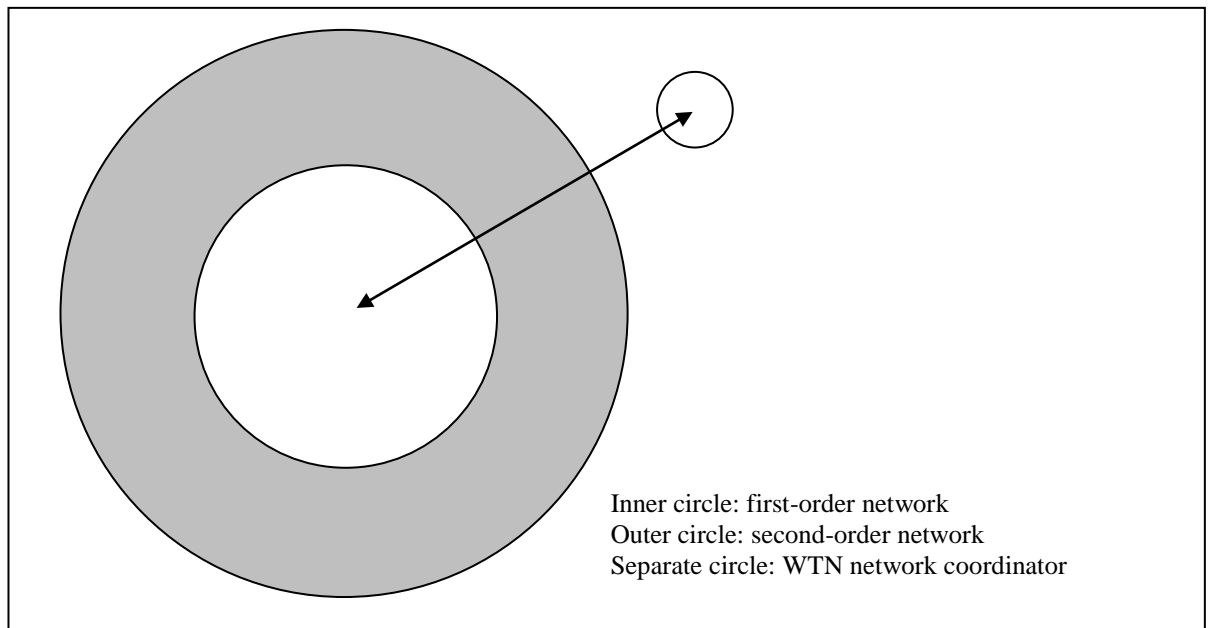 Inner circle: first-order network
Outer circle: second-order network
Separate circle: WTN network coordinator